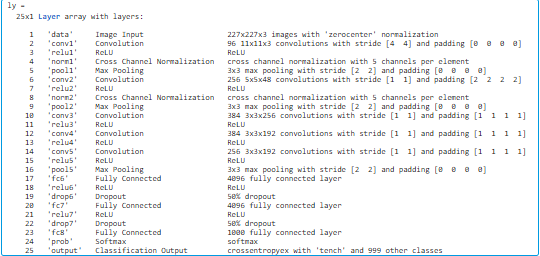 ly =
25x1 Layer array with layers:
1 'data' Image Input 227x227x3 images with 'zerocenter' normalization
2 'conv1' Convolution 96 11x11x3 convolutions with stride [4 4] and padding [0 0 0 0]
3 'relu1' ReLU ReLU
4 'norm1' Cross Channel Normalization cross channel normalization with 5 channels per element
5 'pool1' Max Pooling 3x3 max pooling with stride [2 2] and padding [0 0 0 0]
6 'conv2' Convolution 256 5x5x48 convolutions with stride [1 1] and padding [2 2 2 2]
7 'relu2' ReLU ReLU
8 'norm2' Cross Channel Normalization cross channel normalization with 5 channels per element
9 'pool2' Max Pooling 3x3 max pooling with stride [2 2] and padding [0 0 0 0]
10 'conv3' Convolution 384 3x3x256 convolutions with stride [1 1] and padding [1 1 1 1]
11 'relu3' ReLU ReLU
12 'conv4' Convolution 384 3x3x192 convolutions with stride [1 1] and padding [1 1 1 1]
13 'relu4' ReLU ReLU
14 'conv5' Convolution 256 3x3x192 convolutions with stride [1 1] and padding [1 1 1 1]
15 'relu5' ReLU ReLU
16 'pool5' Max Pooling 3x3 max pooling with stride [2 2] and padding [0 0 0 0]
17 'fc6' Fully Connected 4096 fully connected layer
18 'relu6' ReLU ReLU
19 'drop6' Dropout 50% dropout
20 'fc7' Fully Connected 4096 fully connected layer
21 'relu7' ReLU ReLU
22 'drop7' Dropout 50% dropout
23 'fc8' Fully Connected 1000 fully connected layer
24 'prob' Softmax softmax
25 'output' Classification Output crossentropyex with 'tench' and 999 other classes